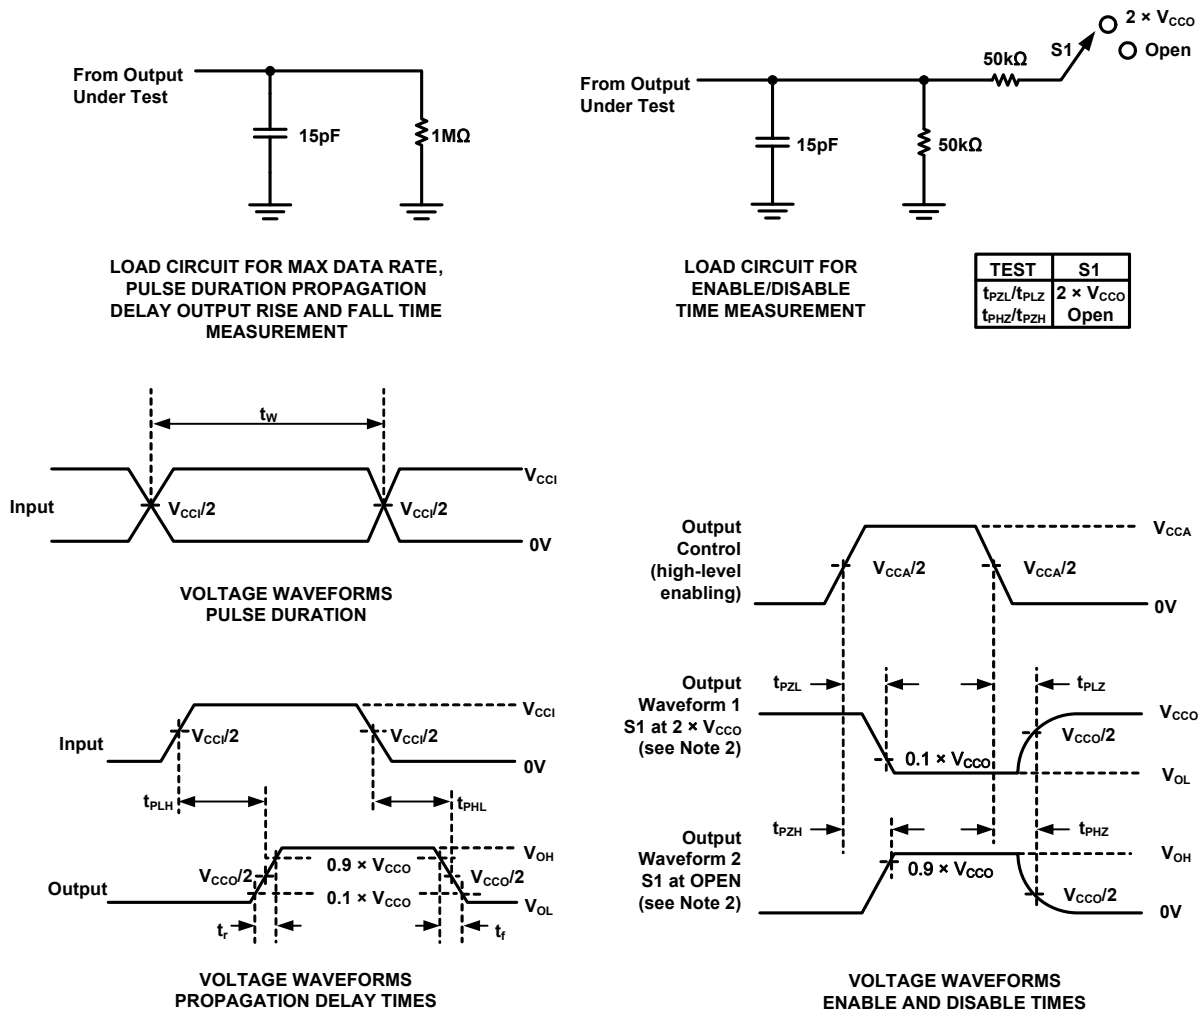 From Output
Under Test
15pF
1MΩ
LOAD CIRCUIT FOR MAX DATA RATE,
PULSE DURATION PROPAGATION
DELAY OUTPUT RISE AND FALL TIME
MEASUREMENT
2 × VCCO
S1
Open
50kΩ
From Output
Under Test
15pF
50kΩ
LOAD CIRCUIT FOR
ENABLE/DISABLE
TIME MEASUREMENT
TEST S1
tPZL/tPLZ 2 × VCCO
tPHZ/tPZH Open
tW
VCCI
Input
VCCI/2
VCCI/2
0V
VOLTAGE WAVEFORMS
PULSE DURATION
VCCI
Input
VCCI/2
VCCI/2
0V
tPLH
tPHL
VOH
0.9 × VCCO
Output
VCCO/2
VCCO/2
0.1 × VCCO
VOL
tr
tf
VOLTAGE WAVEFORMS
PROPAGATION DELAY TIMES
Output
Control
(high-level
enabling)
VCCA
VCCA/2
VCCA/2
0V
Output
Waveform 1
S1 at 2 × VCCO
(see Note 2)
tPZL
tPLZ
VCCO
VCCO/2
0.1 × VCCO
VOL
Output
Waveform 2
S1 at OPEN
(see Note 2)
tPZH
tPHZ
VOH
0.9 × VCCO
VCCO/2
0V
VOLTAGE WAVEFORMS
ENABLE AND DISABLE TIMES